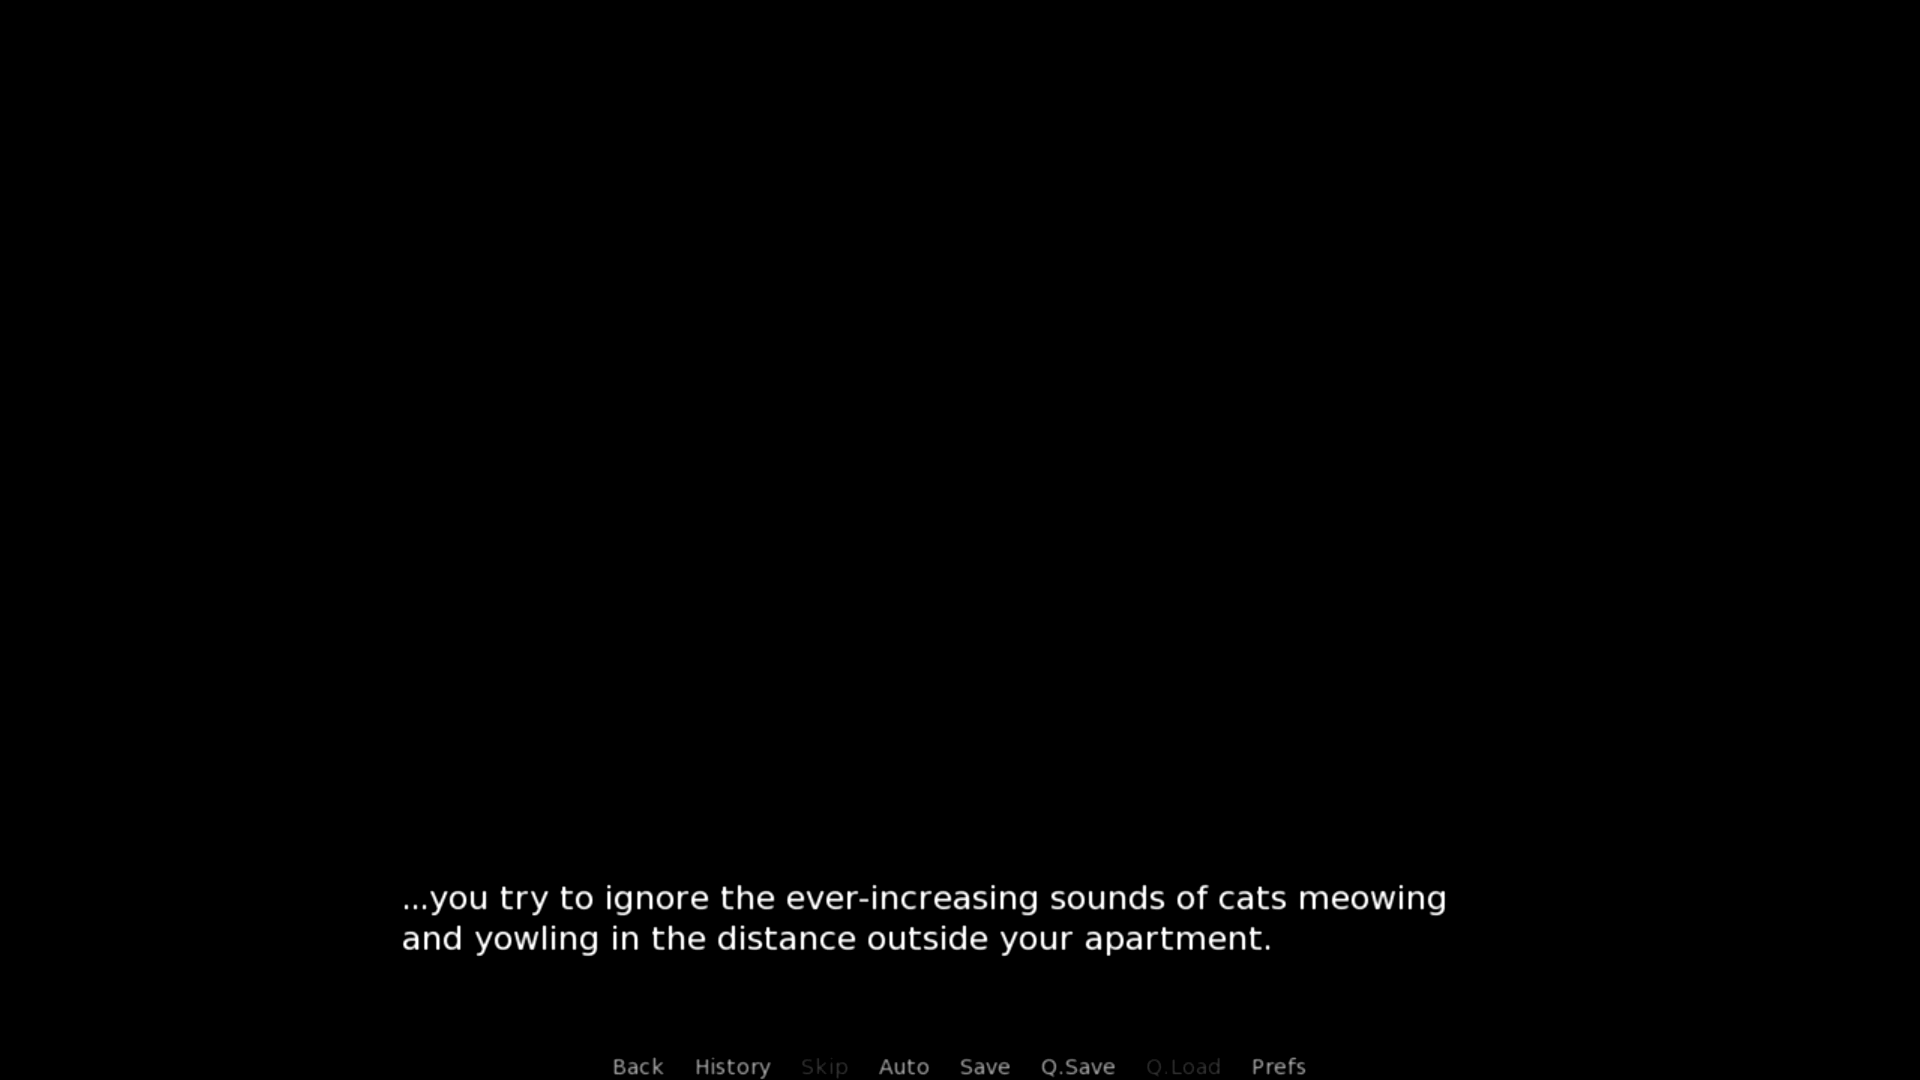 ...you try to ignore the ever-increasing sounds of cats meowing
and yowling in the distance outside your apartment.
Back History Skip Auto Save Q.Save Q.Load Prefs